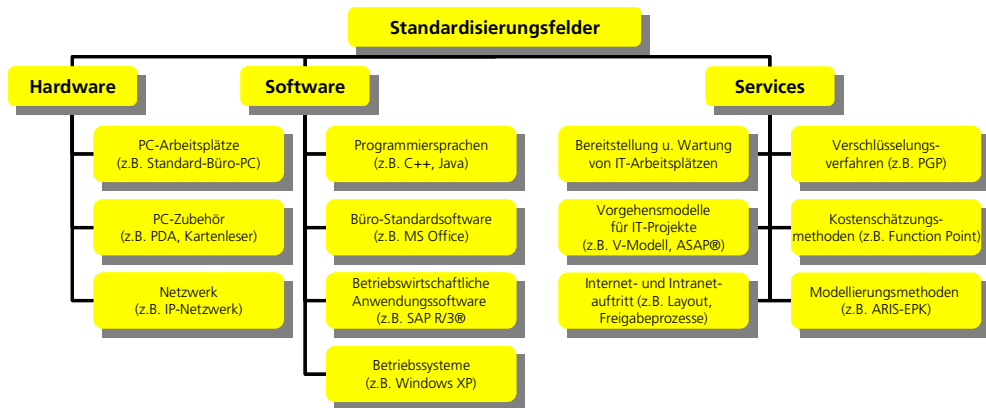 Standardisierungsfelder
Hardware
Software
Services
PC-Arbeitsplätze
(z.B. Standard-Büro-PC)
PC-Zubehör
(z.B. PDA, Kartenleser)
Netzwerk
(z.B. IP-Netzwerk)
Programmiersprachen
(z.B. C++, Java)
Büro-Standardsoftware
(z.B. MS Office)
Betriebswirtschaftliche
Anwendungssoftware
(z.B. SAP R/3®
Betriebssysteme
(z.B. Windows XP)
Bereitstellung u. Wartung
von IT-Arbeitsplätzen
Vorgehensmodelle
für IT-Projekte
(z.B. V-Modell, ASAP®)
Internet- und Intranet-
auftritt (z.B. Layout,
Freigabeprozesse)
Verschlüsselungs-
verfahren (z.B. PGP)
Kostenschätzungs-
methoden (z.B. Function Point)
Modellierungsmethoden
(z.B. ARIS-EPK)